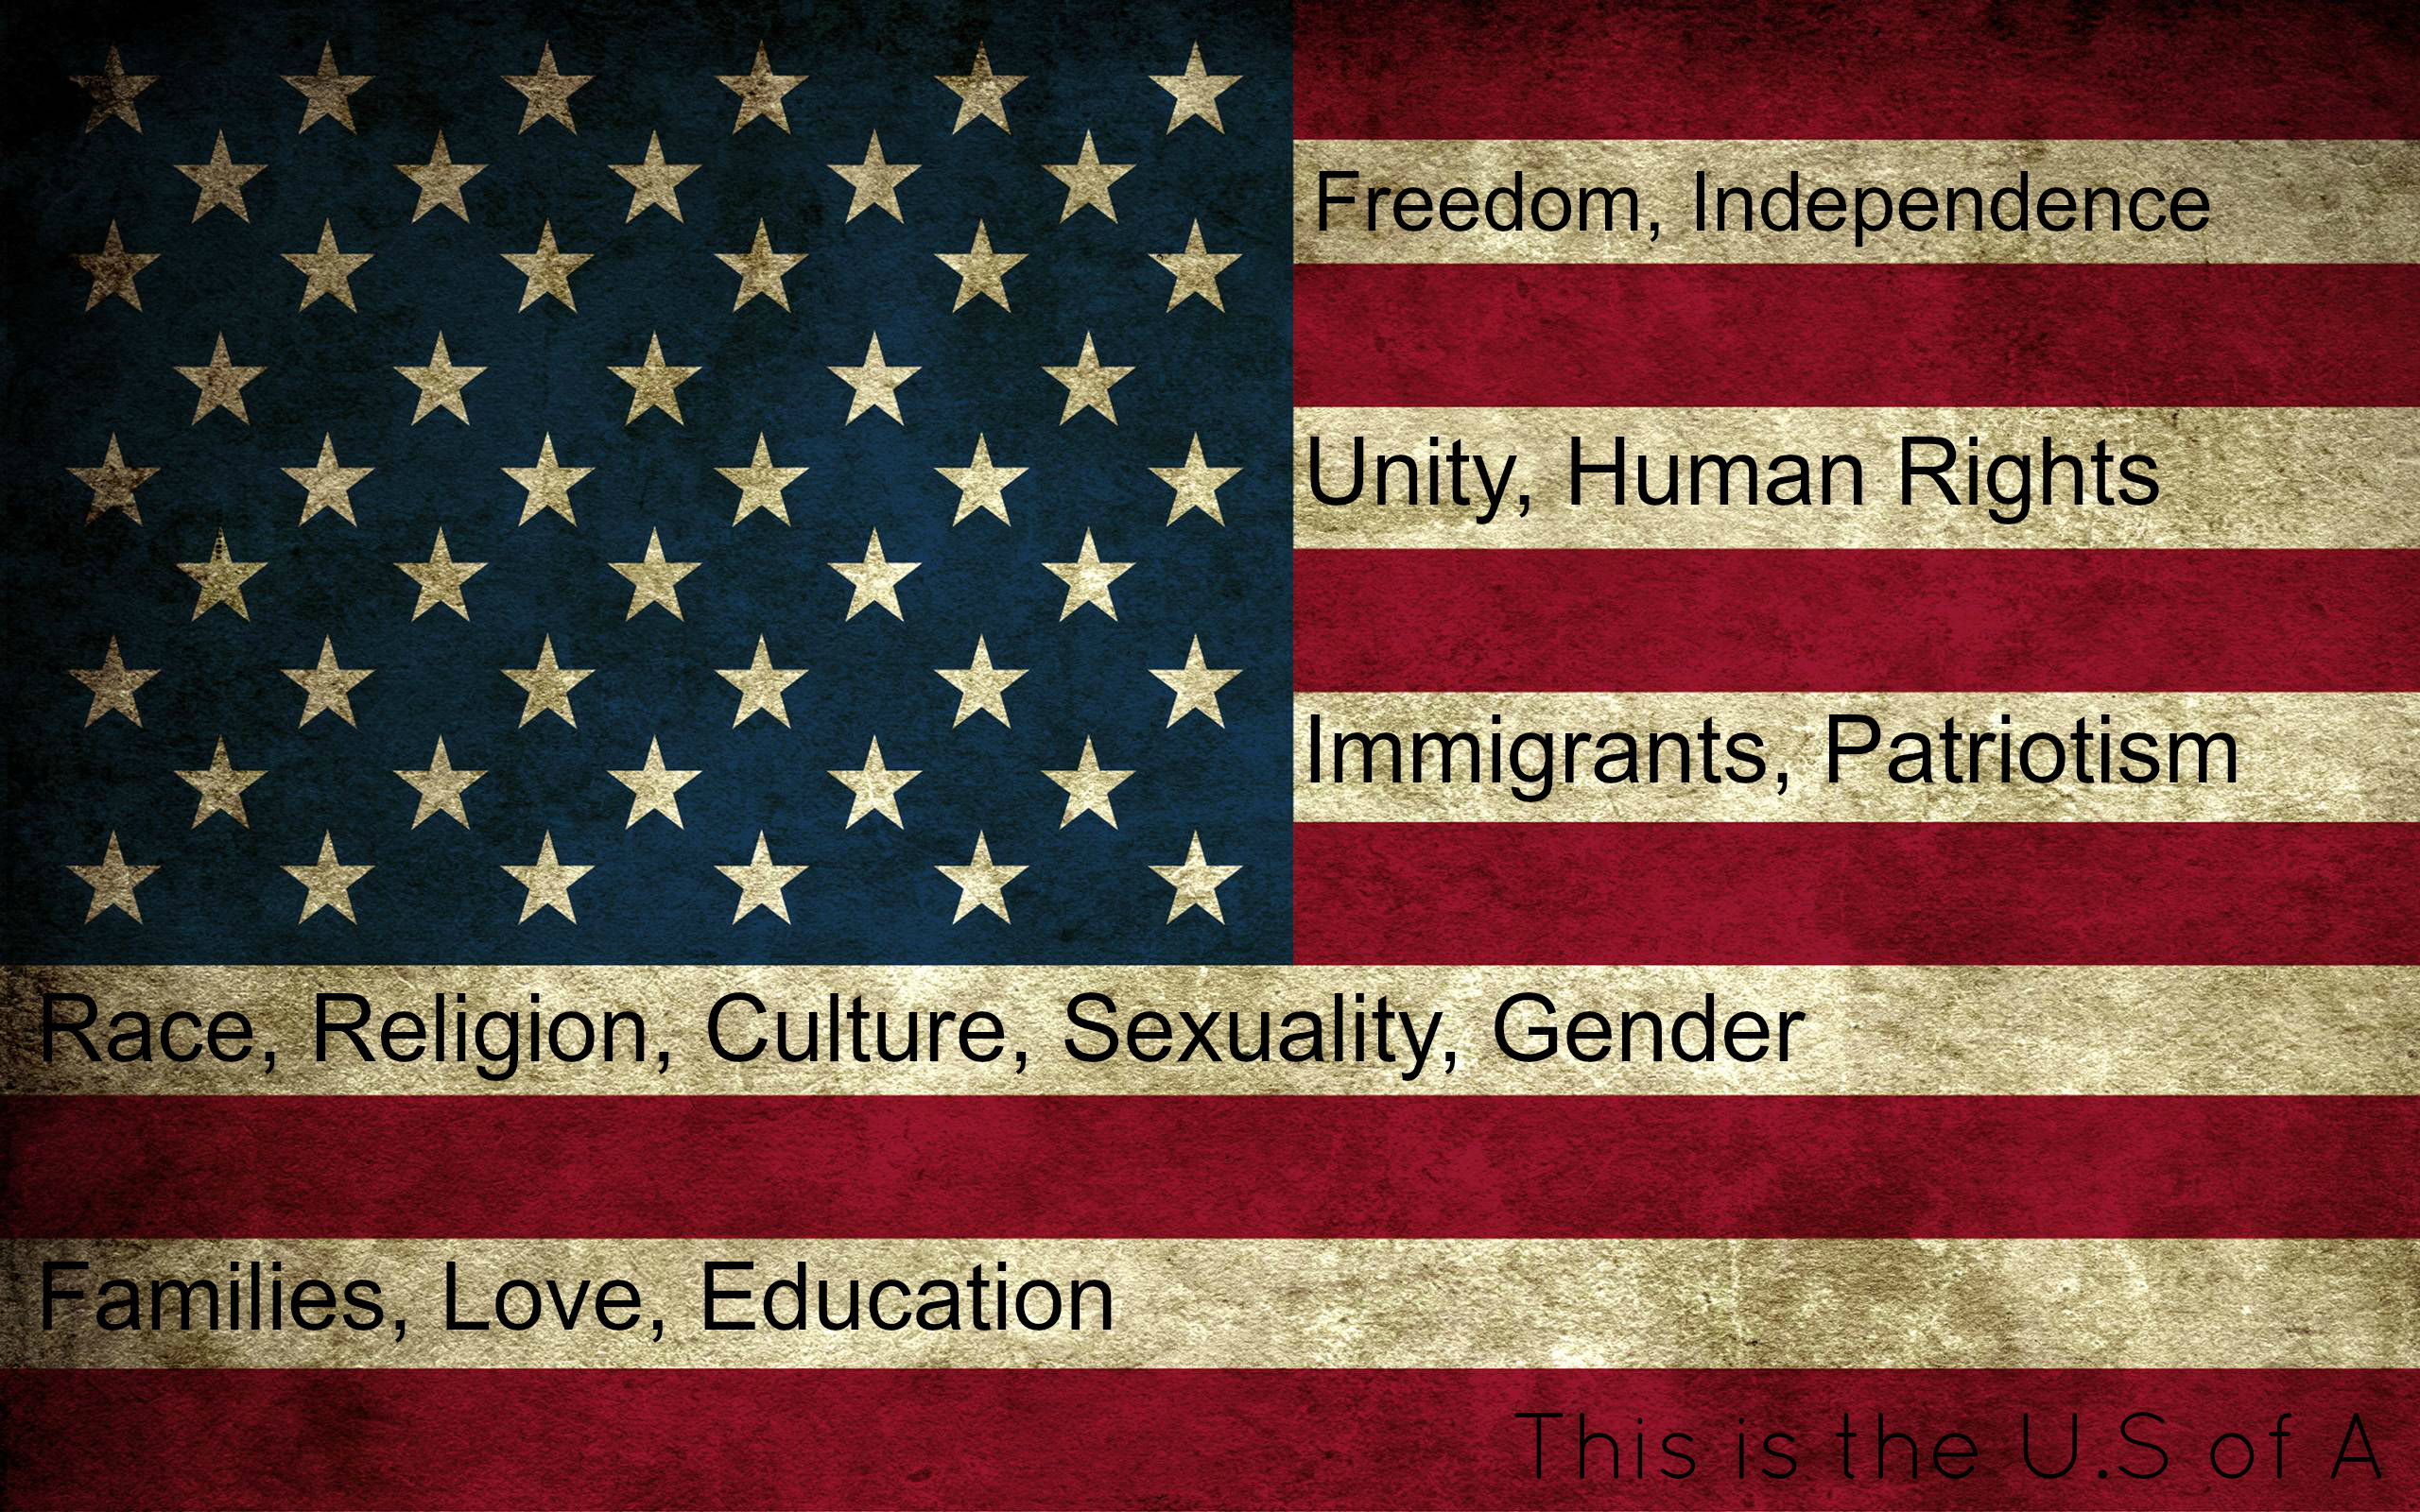 Freedom, Independence
Unity, Human Rights
Immigrants, Patriotism
Race, Religion, Culture, Sexuality, Gender
Families, Love, Education
This is the U.S of A